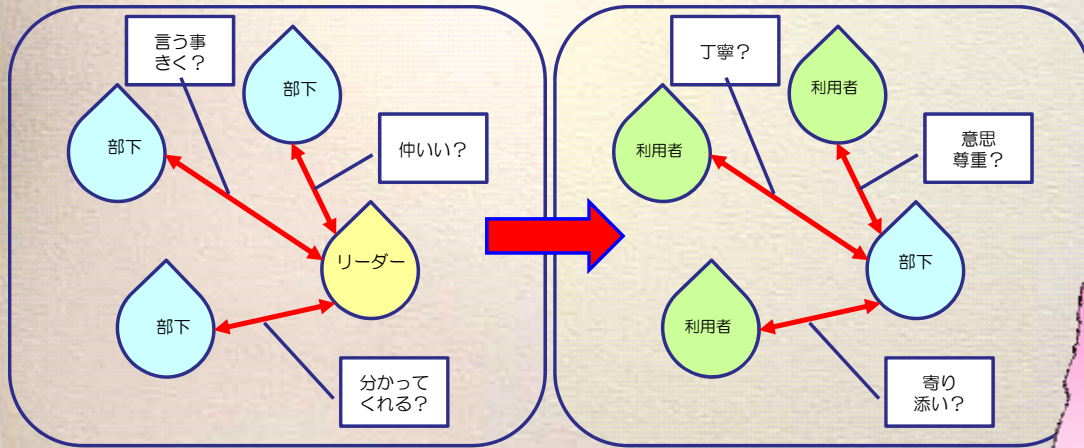 言う事
きく？
部下
部下
仲いい？
リーダー
部下
分かって
くれる？
丁寧？
利用者
利用者
意思
尊重？
部下
利用者
寄り
添い？